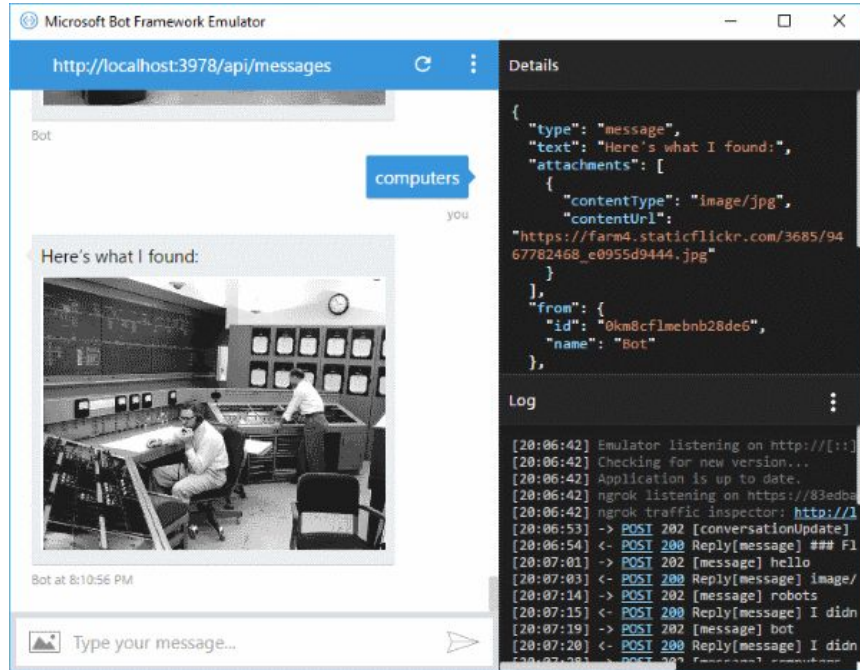 Microsoft Bot Framework Emulator
http://localhost:3978/api/messages
Bot
computers
you
Here's what I found:
Bot at 8:10:56 PM
Type your message...
Details
{
"type": "message",
"text": "Here's what I found:",
"attachments": [
{
"contentType": "image/jpg",
"contentUrl":
"https://farm4.staticflickr.com/3685/94
67782468_e0955d9444.jpg"
}
],
"from": {
"id": "0km8cflmebnb28de6",
"name": "Bot"
},
Log
[20:06:42] Emulator listening on http://[::]
[20:06:42] Checking for new version...
[20:06:42] Application is up to date.
[20:06:42] ngrok listening on https://83edba
[20:06:42] ngrok traffic inspector: http://l
[20:06:53] -> POST 202 [conversationUpdate]
[20:06:54] <- POST 200 Reply[message] ### Fl
[20:07:01] -> POST 202 [message] hello
[20:07:03] <- POST 200 Reply[message] image/
[20:07:14] -> POST 202 [message] robots
[20:07:15] <- POST 200 Reply[message] I didn
[20:07:19] -> POST 202 [message] bot
[20:07:20] <- POST 200 Reply[message] I didn
[20:07:28] -> POST 202 [message] computers